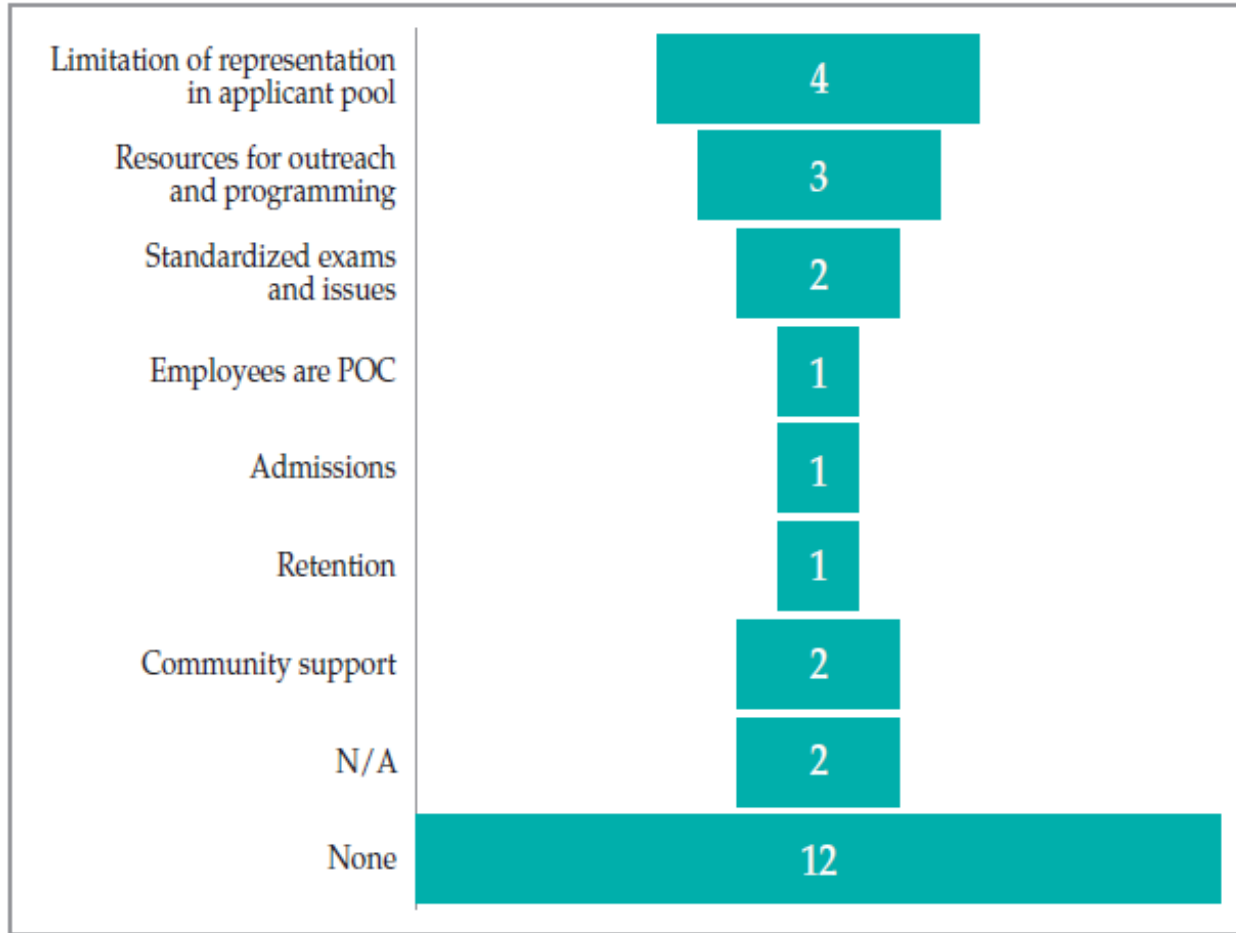 Limitation of representation
in applicant pool
4
Resources for outreach
and programming
3
Standardized exams
and issues
2
Employees are POC
1
Admissions
1
Retention
1
Community support
2
N/A
2
None
12